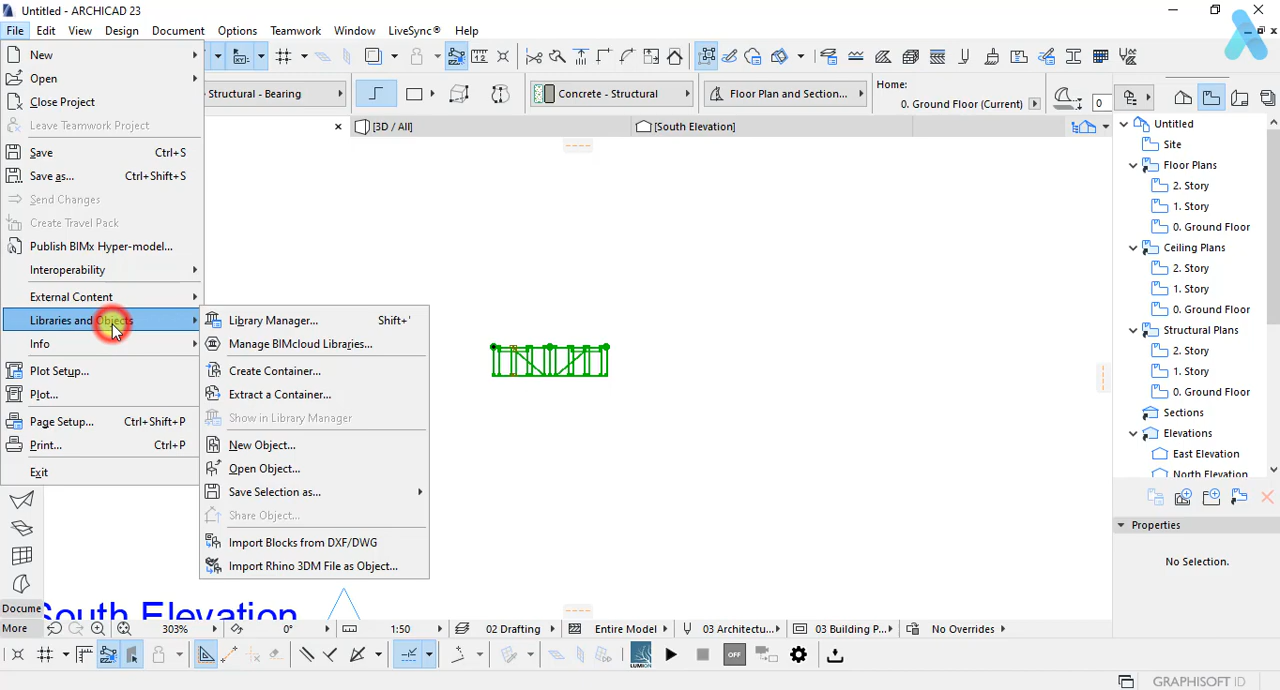 Untitled - ARCHICAD 23
File Edit View Design Document Options Teamwork Window LiveSync® Help
New
Open
Close Project
Leave Teamwork Project
Save Ctrl+S
Save as... Ctrl+Shift+S
Send Changes
Create Travel Pack
Publish BIMx Hyper-model...
Interoperability
External Content
Libraries and Objects
Info
Plot Setup...
Plot...
Page Setup... Ctrl+Shift+P
Print... Ctrl+P
Exit
Library Manager... Shift+'
Manage BIMcloud Libraries...
Create Container...
Extract a Container...
Show in Library Manager
New Object...
Open Object...
Save Selection as...
Share Object...
Import Blocks from DXF/DWG
Import Rhino 3DM File as Object...
Structural - Bearing
Concrete - Structural
Floor Plan and Section...
Home:
0. Ground Floor (Current)
0
[3D / All]
[South Elevation]
South Elevation
Untitled
Site
Floor Plans
2. Story
1. Story
0. Ground Floor
Ceiling Plans
2. Story
1. Story
0. Ground Floor
Structural Plans
2. Story
1. Story
0. Ground Floor
Sections
Elevations
East Elevation
North Elevation
Properties
No Selection.
Docume
More
303% 0° 1:50 02 Drafting Entire Model 03 Architectu... 03 Building P... No Overrides
LUMION
OFF
GRAPHISOFT ID